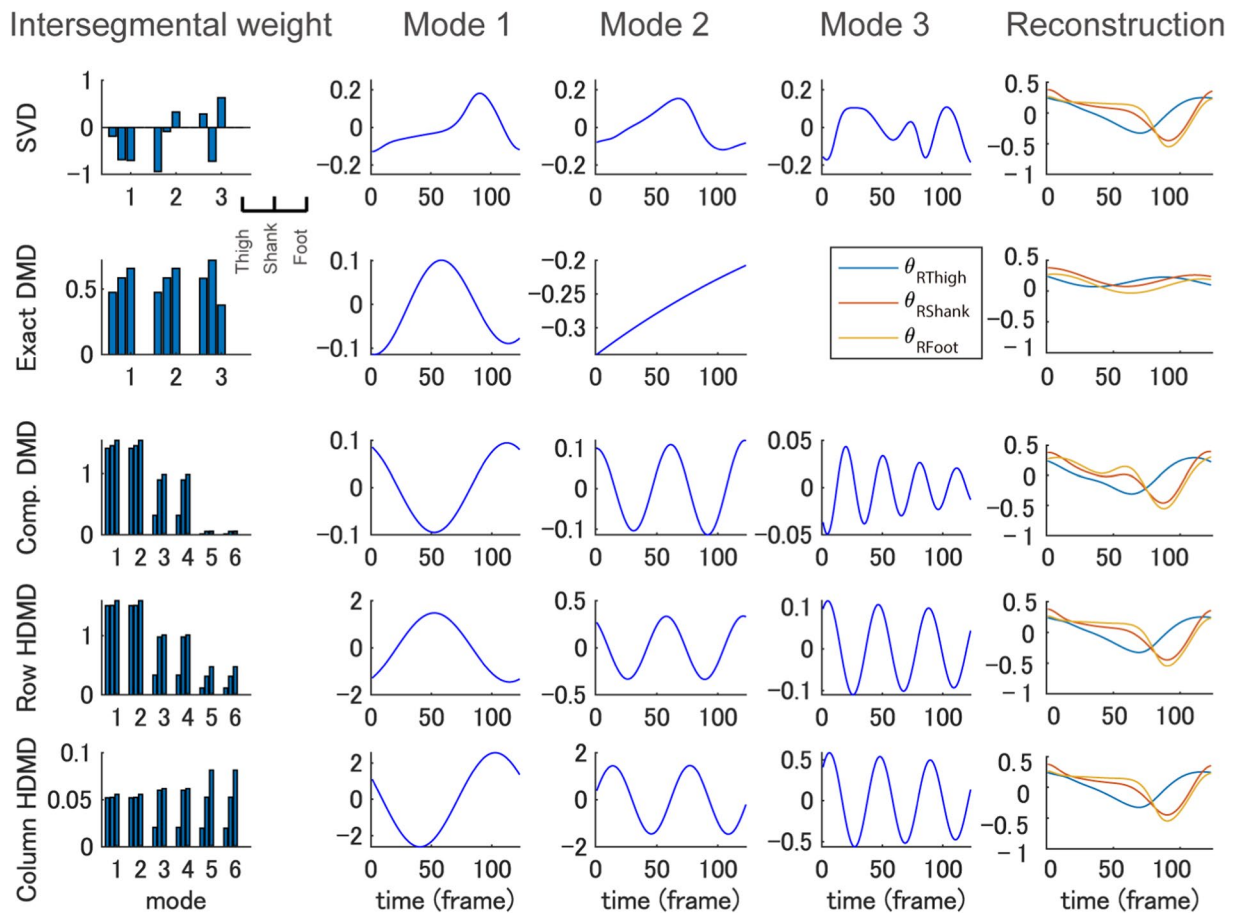 Intersegmental weight Mode 1 Mode 2 Mode 3 Reconstruction
SVD
1
0
−1
1 2 3
0.2
0
−0.2
0 50 100
0.2
0
−0.2
0 50 100
0.2
0
−0.2
0 50 100
0.5
0
−0.5
−1
0 50 100
Thigh
Shank
Foot
Exact DMD
0.5
0
1 2 3
0.1
0
−0.1
0 50 100
−0.2
−0.25
−0.3
0 50 100
θRThigh
θRShank
θRFoot
0.5
0
−0.5
−1
0 50 100
Comp. DMD
1
0
1 2 3 4 5 6
0.1
0
−0.1
0 50 100
0.1
0
−0.1
0 50 100
0.05
0
−0.05
0 50 100
0.5
0
−0.5
−1
0 50 100
Row HDMD
1
0
1 2 3 4 5 6
2
0
−2
0 50 100
0.5
0
−0.5
0 50 100
0.1
0
−0.1
0 50 100
0.5
0
−0.5
−1
0 50 100
Column HDMD
0.1
0.05
0
1 2 3 4 5 6
mode
2
0
−2
0 50 100
time (frame)
2
0
−2
0 50 100
time (frame)
0.5
0
−0.5
0 50 100
time (frame)
0.5
0
−0.5
−1
0 50 100
time (frame)